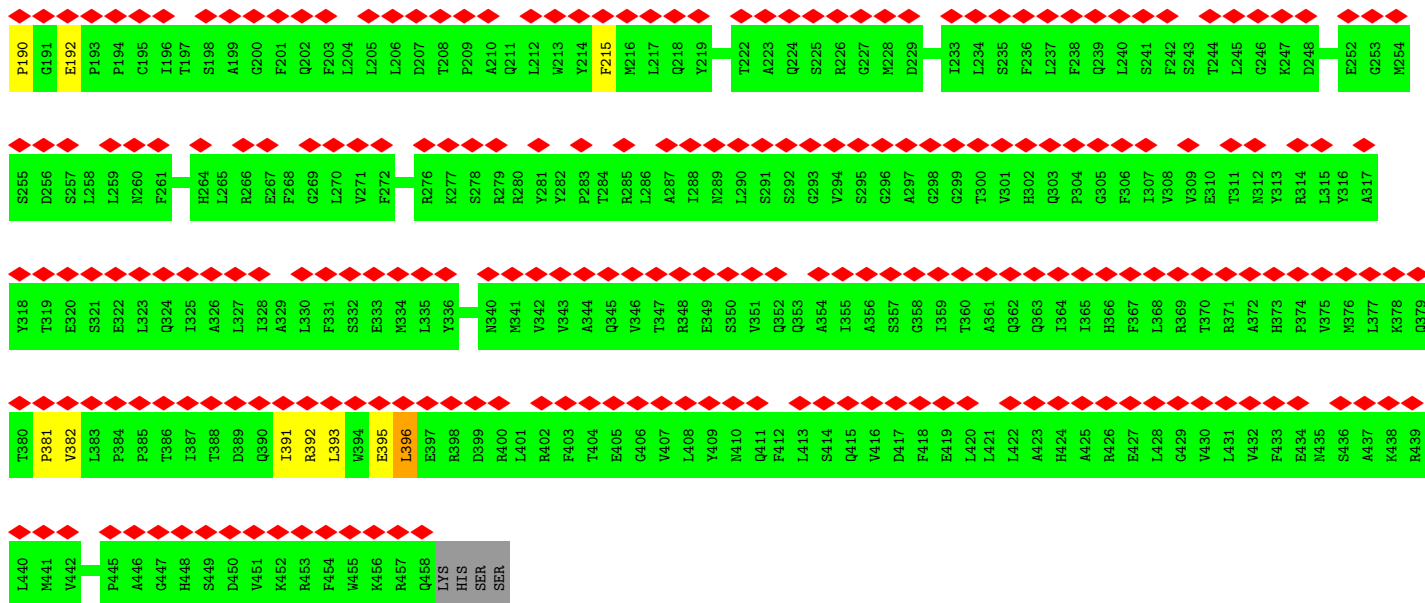 P190 G191 E192 P193 P194 C195 I196 T197 S198 A199 G200 F201 Q202 F203 L204 L205 L206 D207 T208 P209 A210 Q211 L212 W213 Y214 F215 M216 L217 Q218 Y219 T222 A223 Q224 S225 R226 G227 M228 D229 I233 L234 S235 F236 L237 F238 Q239 L240 S241 F242 S243 T244 L245 G246 K247 D248 E252 G253 M254
S255 D256 S257 L258 L259 N260 F261 H264 L265 R266 E267 F268 G269 L270 V271 F272 R276 K277 S278 R279 R280 Y281 Y282 P283 T284 R285 L286 A287 I288 N289 L290 S291 S292 G293 V294 S295 G296 A297 G298 G299 T300 V301 H302 Q303 P304 G305 F306 I307 V308 V309 E310 T311 N312 Y313 R314 L315 Y316 A317
Y318 T319 E320 S321 E322 L323 Q324 I325 A326 L327 I328 A329 L330 F331 S332 E333 M334 L335 Y336 N340 M341 V342 V343 A344 Q345 V346 T347 R348 E349 S350 V351 Q352 Q353 A354 I355 A356 S357 G358 I359 T360 A361 Q362 Q363 I364 I365 H366 F367 L368 R369 T370 R371 A372 H373 P374 V375 M376 L377 K378 Q379
T380 P381 V382 L383 P384 P385 T386 I387 T388 D389 Q390 I391 R392 L393 W394 E395 L396 E397 R398 D399 R400 L401 R402 F403 T404 E405 G406 V407 L408 Y409 N410 Q411 F412 L413 S414 Q415 V416 D417 F418 E419 L420 L421 L422 A423 H424 A425 R426 E427 L428 G429 V430 L431 V432 F433 E434 N435 S436 A437 K438 R439
L440 M441 V442 P445 A446 G447 H448 S449 D450 V451 K452 R453 F454 W455 K456 R457 Q458 LYS HIS SER SER